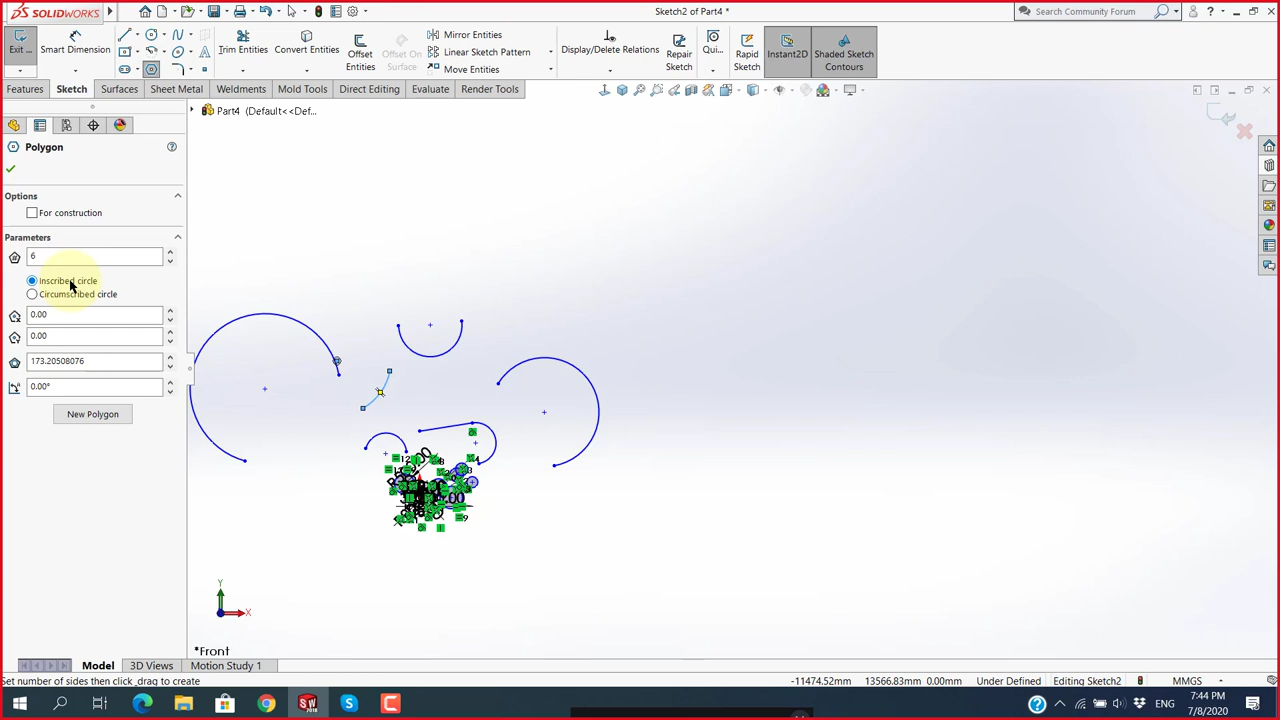 SOLIDWORKS
Sketch2 of Part4 *
Search Community Forum
Exit ...
Smart Dimension
Trim Entities
Convert Entities
Offset Entities
Offset On Surface
Mirror Entities
Linear Sketch Pattern
Move Entities
Display/Delete Relations
Repair Sketch
Qui...
Rapid Sketch
Instant2D
Shaded Sketch Contours
Features
Sketch
Surfaces
Sheet Metal
Weldments
Mold Tools
Direct Editing
Evaluate
Render Tools
Part4 (Default<<Def...
Polygon
Options
For construction
Parameters
6
Inscribed circle
Circumscribed circle
0.00
0.00
173.20508076
0.00°
New Polygon
Y
X
*Front
Model
3D Views
Motion Study 1
Set number of sides then click_drag to create
-11474.52mm
13566.83mm
0.00mm
Under Defined
Editing Sketch2
MMGS
ENG
7:44 PM
7/8/2020